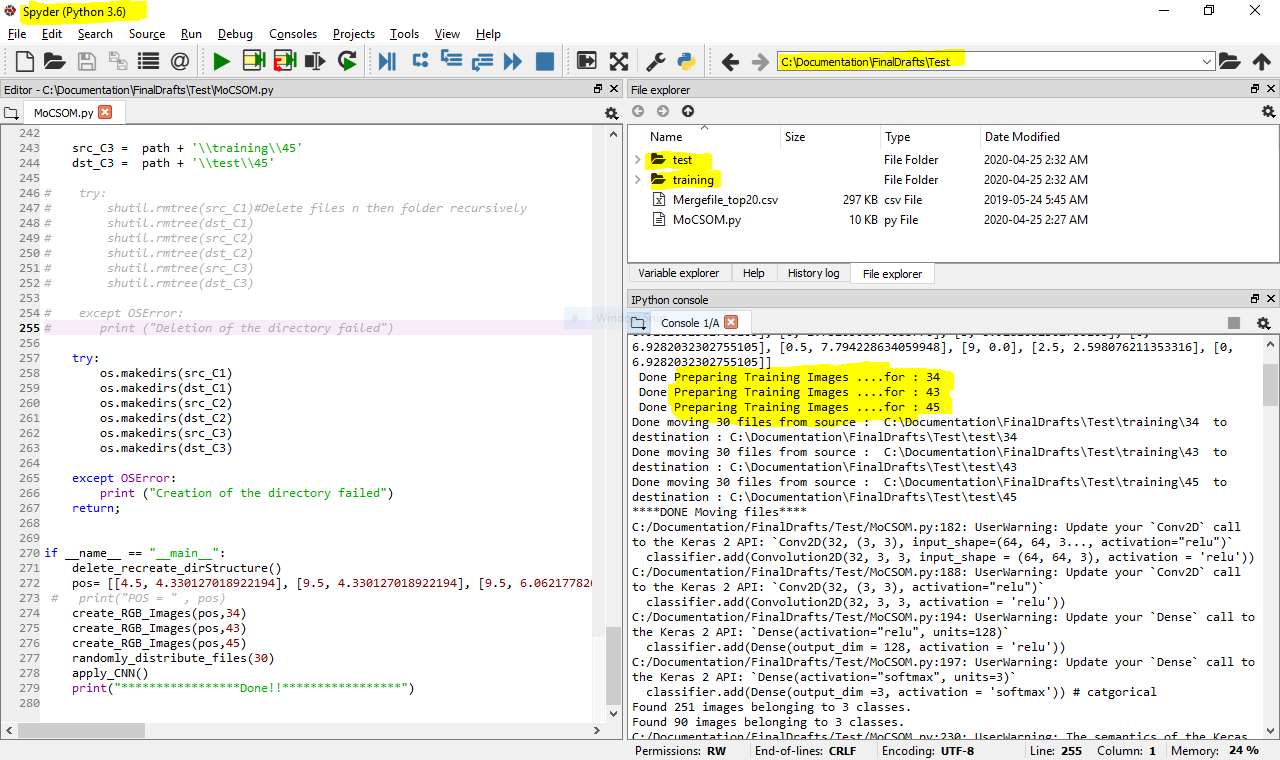 Spyder (Python 3.6)
File Edit Search Source Run Debug Consoles Projects Tools View Help
C:\Documentation\FinalDrafts\Test
Editor - C:\Documentation\FinalDrafts\Test\MoCSOM.py
MoCSOM.py
242
243 src_C3 =  path + '\\training\\45'
244 dst_C3 =  path + '\\test\\45'
245
246 #    try:
247 #        shutil.rmtree(src_C1)#Delete files n then folder recursively
248 #        shutil.rmtree(dst_C1)
249 #        shutil.rmtree(src_C2)
250 #        shutil.rmtree(dst_C2)
251 #        shutil.rmtree(src_C3)
252 #        shutil.rmtree(dst_C3)
253
254 #    except OSError:
255 #       print ("Deletion of the directory failed")
256
257     try:
258         os.makedirs(src_C1)
259         os.makedirs(dst_C1)
260         os.makedirs(src_C2)
261         os.makedirs(dst_C2)
262         os.makedirs(src_C3)
263         os.makedirs(dst_C3)
264
265     except OSError:
266         print ("Creation of the directory failed")
267     return;
268
269
270 if __name__ == "__main__":
271     delete_recreate_dirStructure()
272     pos= [[4.5, 4.330127018922194], [9.5, 4.330127018922194], [9.5, 6.06217782
273  #   print("POS = " , pos)
274     create_RGB_Images(pos,34)
275     create_RGB_Images(pos,43)
276     create_RGB_Images(pos,45)
277     randomly_distribute_files(30)
278     apply_CNN()
279     print("*****************Done!!*****************")
280
File explorer
Name Size Type Date Modified
test File Folder 2020-04-25 2:32 AM
training File Folder 2020-04-25 2:32 AM
Mergefile_top20.csv 297 KB csv File 2019-05-24 5:45 AM
MoCSOM.py 10 KB py File 2020-04-25 2:27 AM
Variable explorer Help History log File explorer
IPython console
Console 1/A
6.9282032302755105], [0.5, 7.794228634059948], [9, 0.0], [2.5, 2.598076211353316], [0,
6.9282032302755105]]
Done Preparing Training Images ....for : 34
Done Preparing Training Images ....for : 43
Done Preparing Training Images ....for : 45
Done moving 30 files from source :  C:\Documentation\FinalDrafts\Test\training\34  to
destination : C:\Documentation\FinalDrafts\Test\test\34
Done moving 30 files from source :  C:\Documentation\FinalDrafts\Test\training\43  to
destination : C:\Documentation\FinalDrafts\Test\test\43
Done moving 30 files from source :  C:\Documentation\FinalDrafts\Test\training\45  to
destination : C:\Documentation\FinalDrafts\Test\test\45
****DONE Moving files****
C:/Documentation/FinalDrafts/Test/MoCSOM.py:182: UserWarning: Update your `Conv2D` call
to the Keras 2 API: `Conv2D(32, (3, 3), input_shape=(64, 64, 3..., activation="relu")`
classifier.add(Convolution2D(32, 3, 3, input_shape = (64, 64, 3), activation = 'relu'))
C:/Documentation/FinalDrafts/Test/MoCSOM.py:188: UserWarning: Update your `Conv2D` call
to the Keras 2 API: `Conv2D(32, (3, 3), activation="relu")`
classifier.add(Convolution2D(32, 3, 3, activation = 'relu'))
C:/Documentation/FinalDrafts/Test/MoCSOM.py:194: UserWarning: Update your `Dense` call to
the Keras 2 API: `Dense(activation="relu", units=128)`
classifier.add(Dense(output_dim = 128, activation = 'relu'))
C:/Documentation/FinalDrafts/Test/MoCSOM.py:197: UserWarning: Update your `Dense` call to
the Keras 2 API: `Dense(activation="softmax", units=3)`
classifier.add(Dense(output_dim =3, activation = 'softmax')) # catgorical
Found 251 images belonging to 3 classes.
Found 90 images belonging to 3 classes.
C:/Documentation/FinalDrafts/Test/MoCSOM.py:230: UserWarning: The semantics of the Keras
Permissions: RW End-of-lines: CRLF Encoding: UTF-8 Line: 255 Column: 1 Memory: 24 %